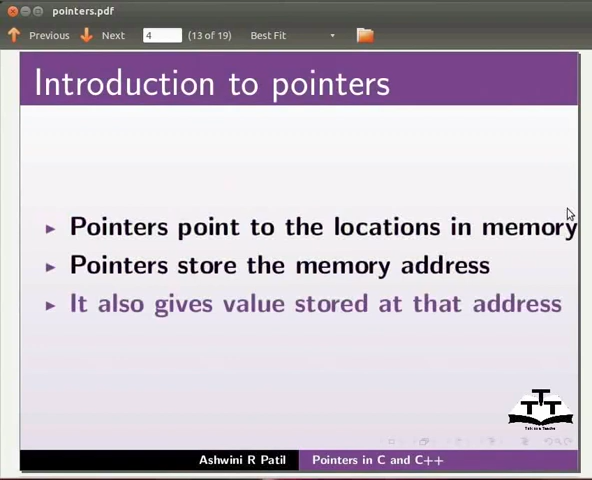 pointers.pdf
Previous Next 4 (13 of 19) Best Fit
Introduction to pointers
Pointers point to the locations in memory
Pointers store the memory address
It also gives value stored at that address
TTT
Ashwini R Patil Pointers in C and C++